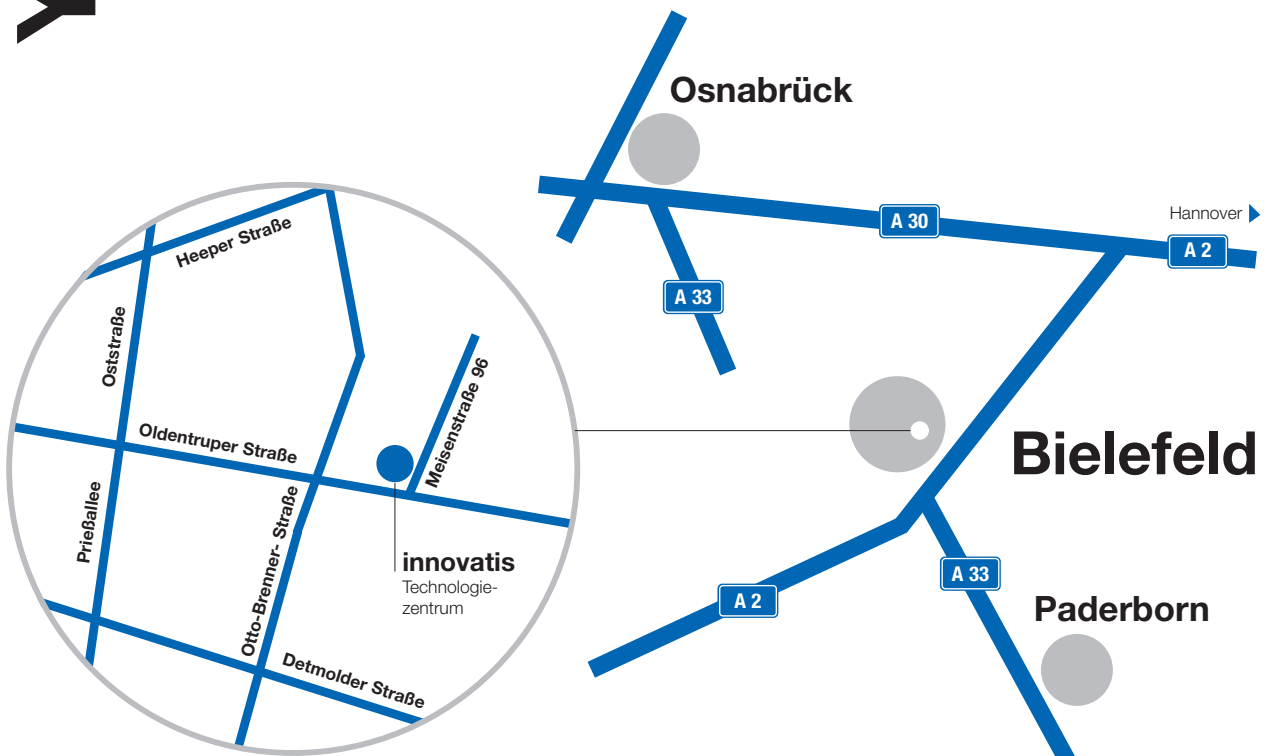 Osnabrück
Hannover
A 30
A 2
A 33
Bielefeld
A 33
A 2
Paderborn
Heeper Straße
Oststraße
Oldentruper Straße
Meisenstraße 96
Prießallee
Otto-Brenner- Straße
innovatis
Technologie-
zentrum
Detmolder Straße